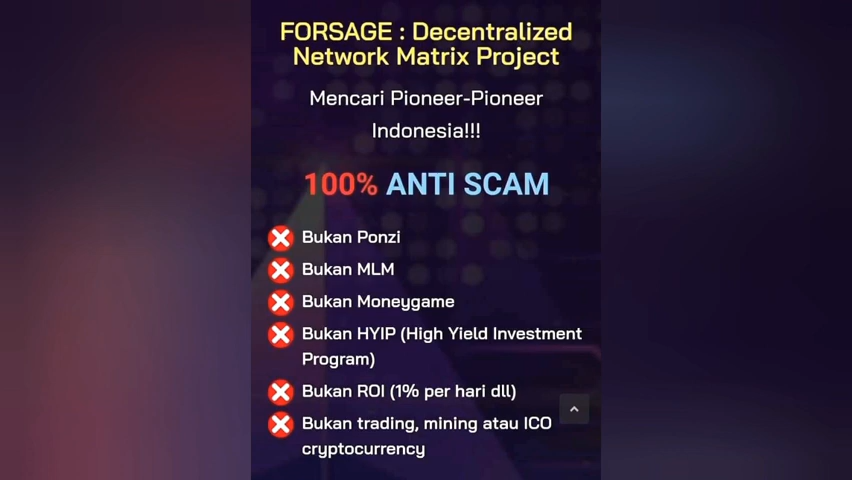 FORSAGE : Decentralized
Network Matrix Project
Mencari Pioneer-Pioneer
Indonesia!!!
100% ANTI SCAM
Bukan Ponzi
Bukan MLM
Bukan Moneygame
Bukan HYIP (High Yield Investment
Program)
Bukan ROI (1% per hari dll)
Bukan trading, mining atau ICO
cryptocurrency